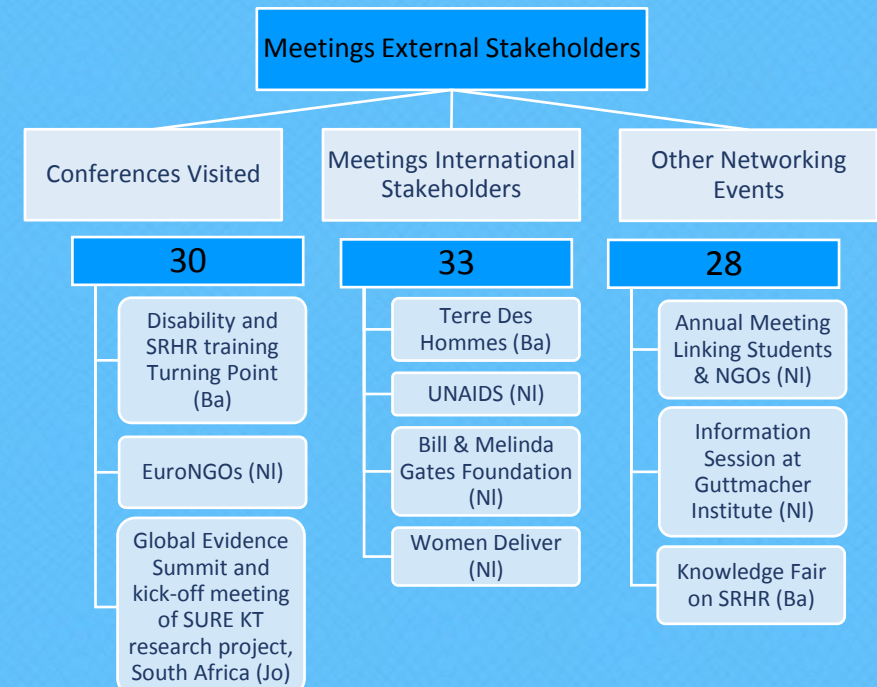 Meetings External Stakeholders
Conferences Visited
30
Disability and
SRHR training
Turning Point
(Ba)
EuroNGOs (Nl)
Global Evidence
Summit and
kick-off meeting
of SURE KT
research project,
South Africa (Jo)
Meetings International
Stakeholders
33
Terre Des
Hommes (Ba)
UNAIDS (Nl)
Bill & Melinda
Gates Foundation
(Nl)
Women Deliver
(Nl)
Other Networking
Events
28
Annual Meeting
Linking Students
& NGOs (Nl)
Information
Session at
Guttmacher
Institute (Nl)
Knowledge Fair
on SRHR (Ba)